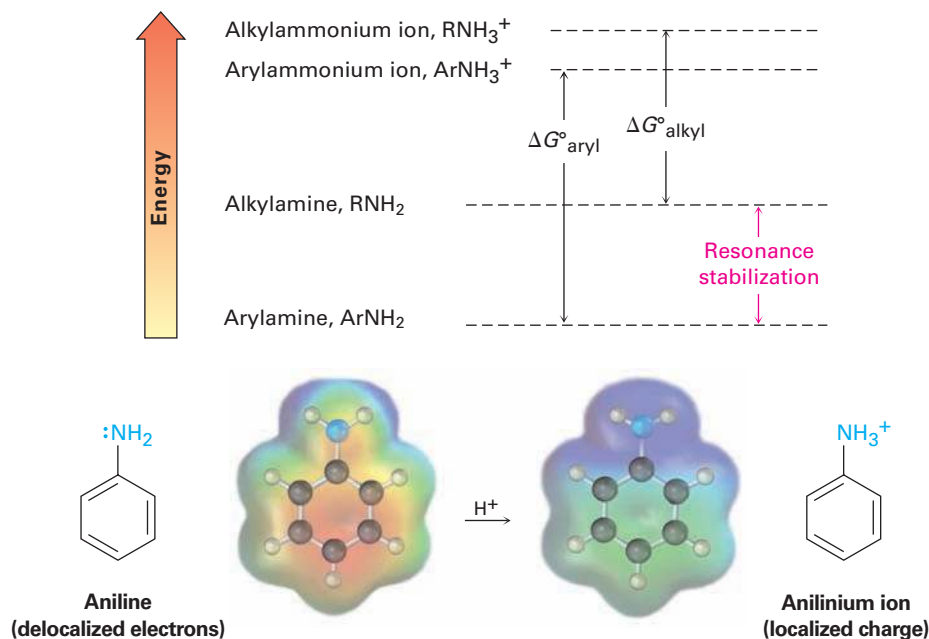 Energy
Alkylammonium ion, RNH₃⁺
Arylammonium ion, ArNH₃⁺
ΔG°aryl
ΔG°alkyl
Alkylamine, RNH₂
Resonance
stabilization
Arylamine, ArNH₂
:NH₂
H⁺
NH₃⁺
Aniline
(delocalized electrons)
Anilinium ion
(localized charge)